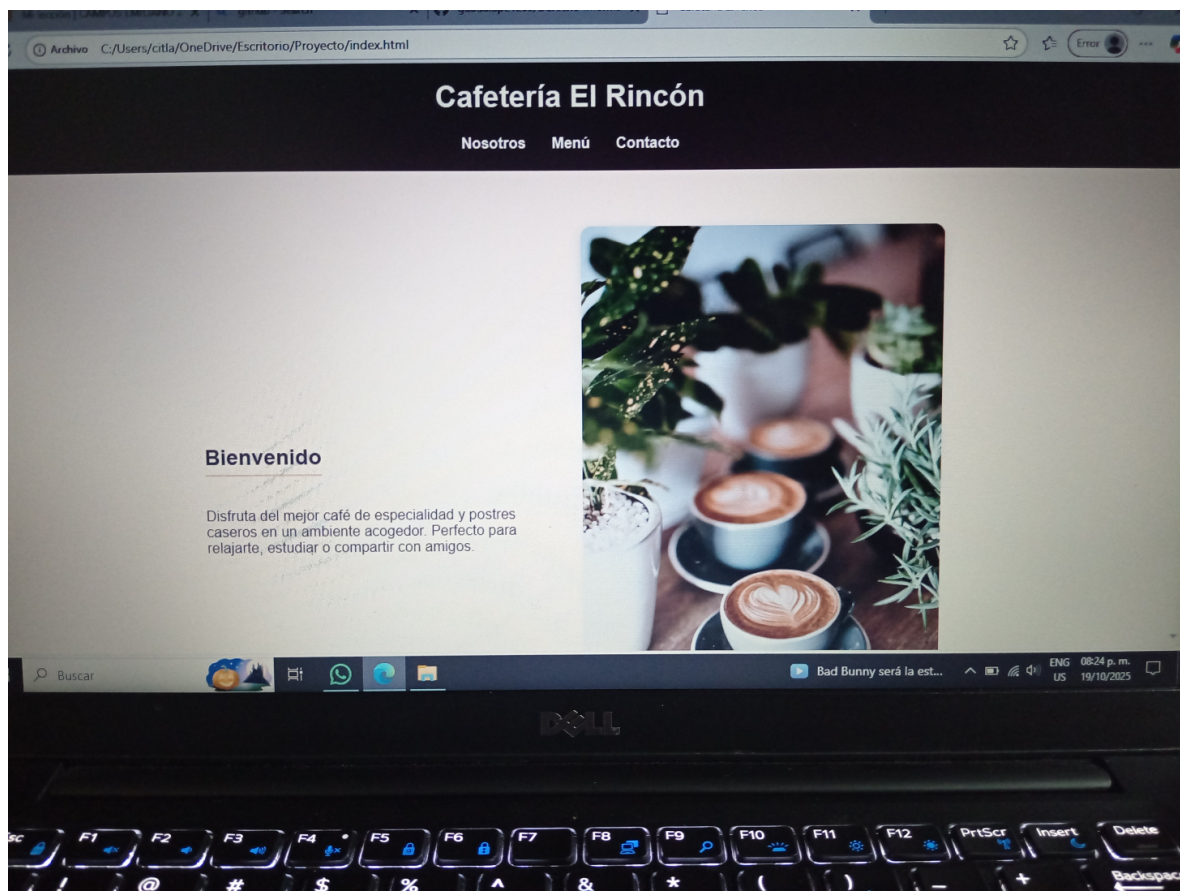 Archivo C:/Users/citla/OneDrive/Escritorio/Proyecto/index.html
Error
Cafetería El Rincón
Nosotros Menú Contacto
Bienvenido
Disfruta del mejor café de especialidad y postres
caseros en un ambiente acogedor. Perfecto para
relajarte, estudiar o compartir con amigos.
Buscar
Bad Bunny será la est...
ENG 08:24 p. m.
US 19/10/2025
DELL
F1 F2 F3 F4 F5 F6 F7 F8 F9 F10 F11 F12 PrtScr Insert Delete
! @ # $ % ^ & * ( ) _ + Backspac